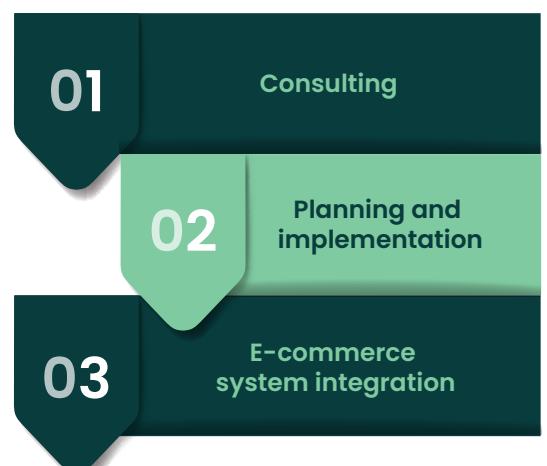 01
Consulting
02
Planning and
implementation
03
E-commerce
system integration